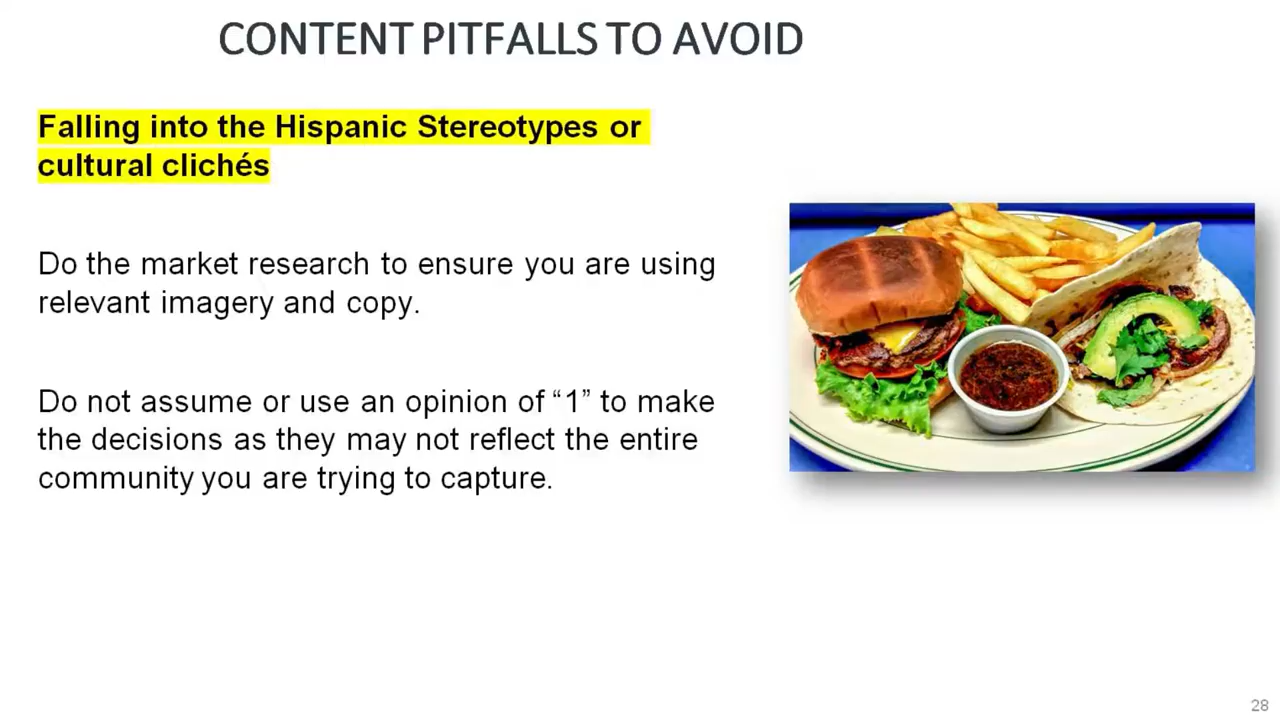 CONTENT PITFALLS TO AVOID
Falling into the Hispanic Stereotypes or
cultural clichés
Do the market research to ensure you are using
relevant imagery and copy.
Do not assume or use an opinion of “1” to make
the decisions as they may not reflect the entire
community you are trying to capture.
28